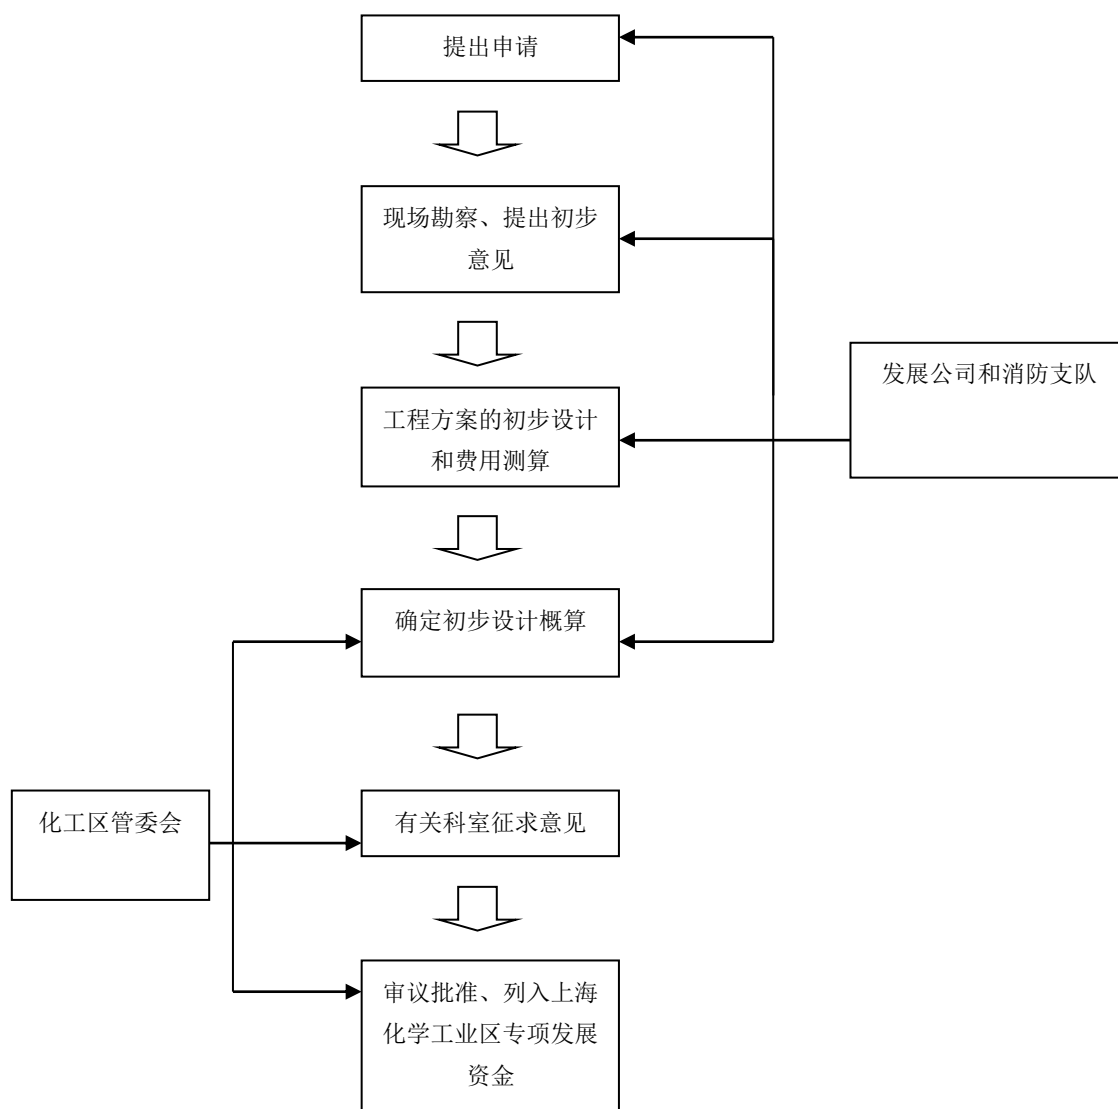 提出申请
现场勘察、提出初步
意见
发展公司和消防支队
工程方案的初步设计
和费用测算
确定初步设计概算
化工区管委会
有关科室征求意见
审议批准、列入上海
化学工业区专项发展
资金